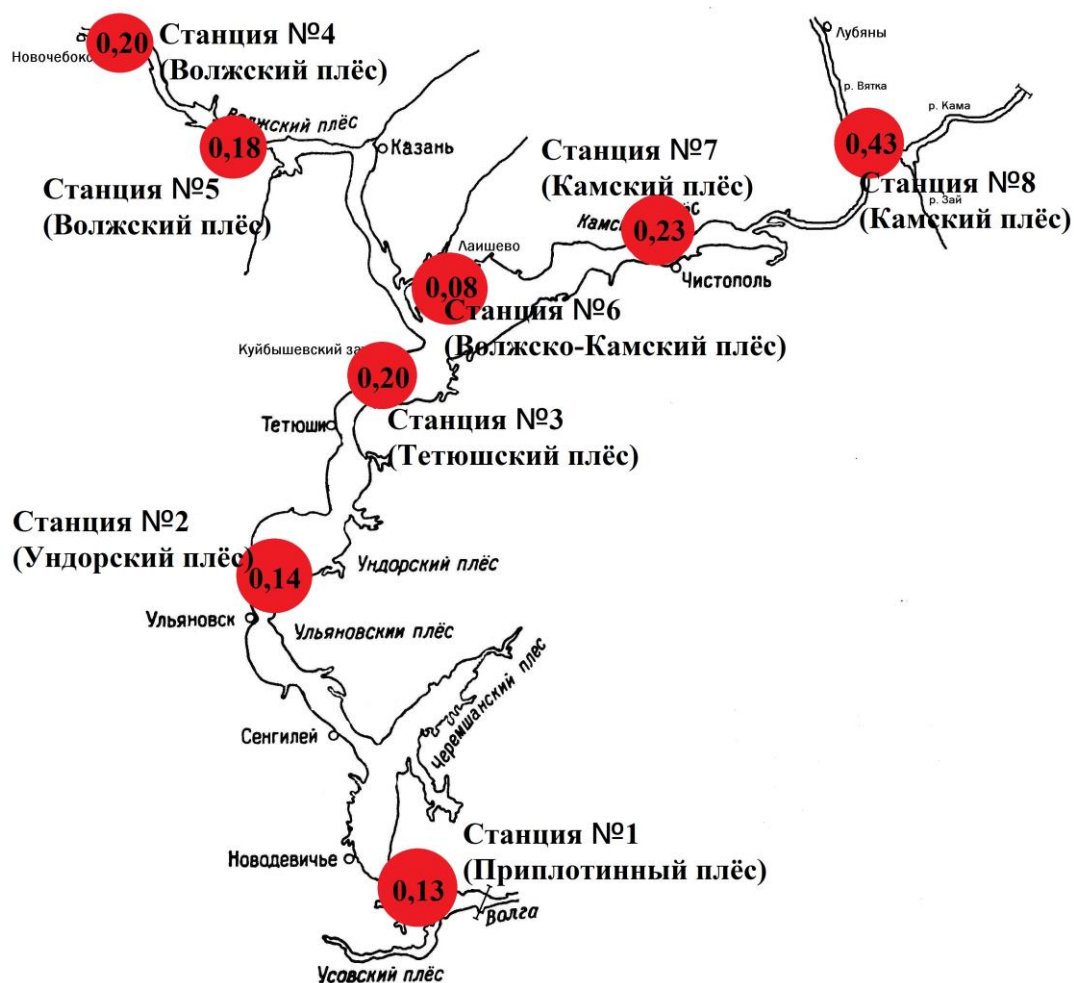 0,20
Станция №4
(Волжский плёс)
Лубяны
р. Вятка
р. Кама
Волжский плёс
Казань
0,18
Станция №5
(Волжский плёс)
Станция №7
(Камский плёс)
0,43
Станция №8
(Камский плёс)
р. Зай
0,23
Чистополь
Лаишево
0,08
Станция №6
(Волжско-Камский плёс)
Куйбышевский
0,20
Тетюши
Станция №3
(Тетюшский плёс)
Станция №2
(Ундорский плёс)
0,14
Ундорский плёс
Ульяновск
Ульяновский плёс
Черемшанский плес
Сенгилей
Станция №1
(Приплотинный плёс)
Новодевичье
0,13
Волга
Усовский плёс